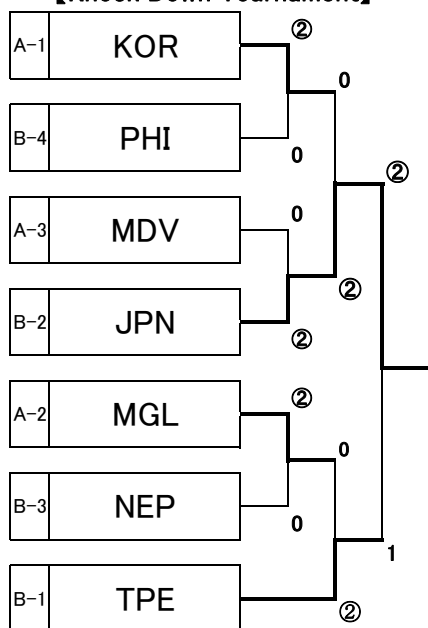 【Knock Down Tournament】
A-1 KOR
②
0
B-4 PHI
0
②
A-3 MDV
0
B-2 JPN
②
②
A-2 MGL
②
0
B-3 NEP
0
1
B-1 TPE
②